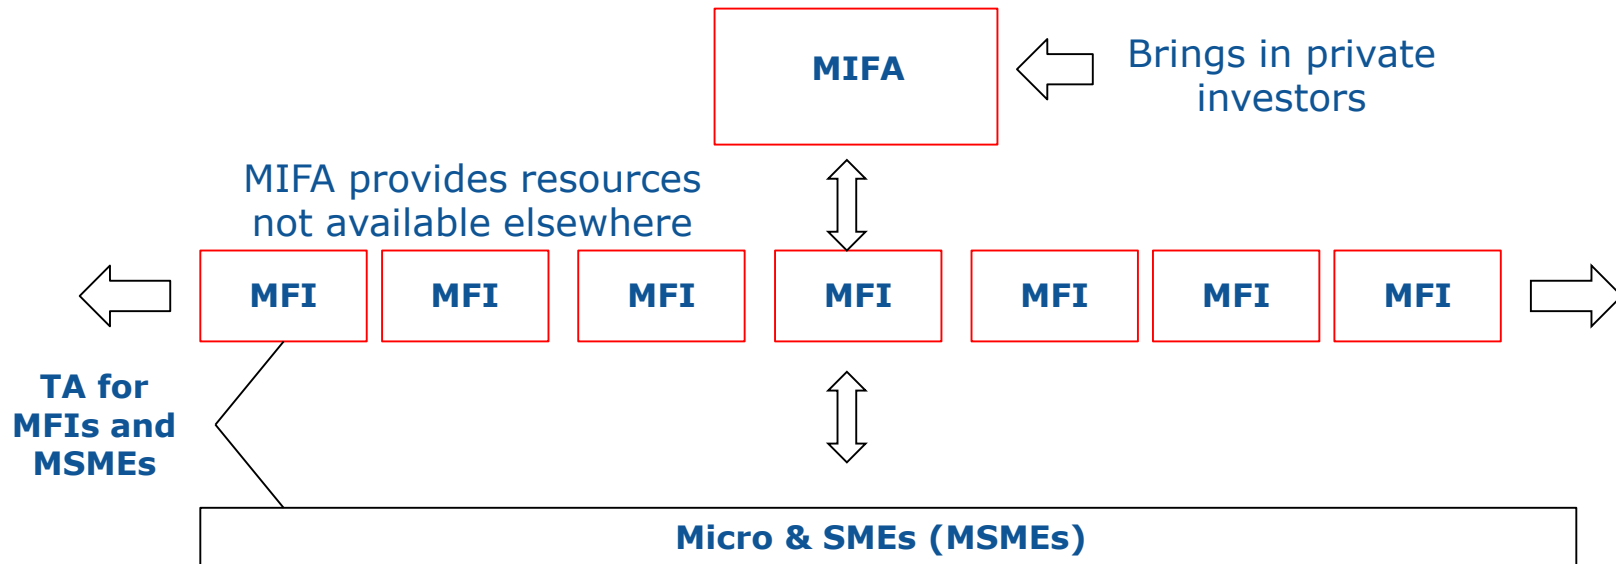 MIFA
Brings in private
investors
MIFA provides resources
not available elsewhere
MFI MFI MFI MFI MFI MFI MFI
TA for
MFIs and
MSMEs
Micro & SMEs (MSMEs)